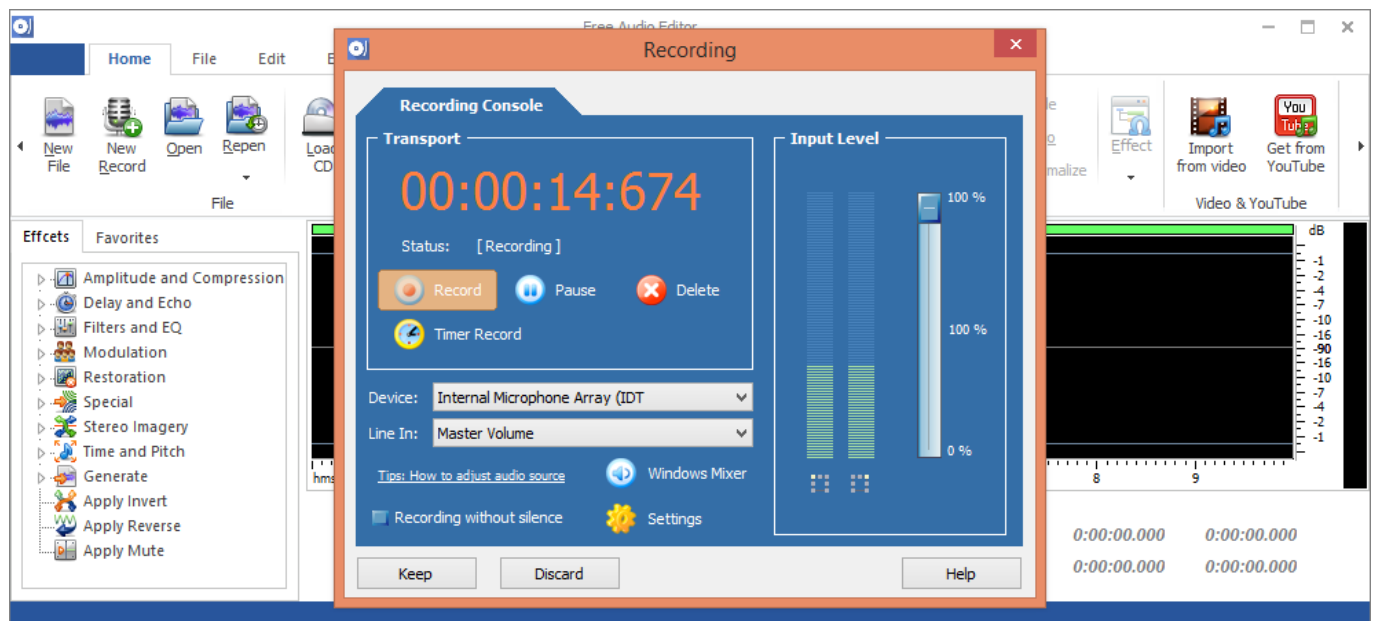 Free Audio Editor
Recording
Home File Edit
New File
New Record
Open
Repen
Load CD
File
Effect
Import from video
Get from YouTube
You Tube
Video & YouTube
Effcets Favorites
Amplitude and Compression
Delay and Echo
Filters and EQ
Modulation
Restoration
Special
Stereo Imagery
Time and Pitch
Generate
Apply Invert
Apply Reverse
Apply Mute
Recording Console
Transport
00:00:14:674
Status: [ Recording ]
Record Pause Delete
Timer Record
Device: Internal Microphone Array (IDT
Line In: Master Volume
Tips: How to adjust audio source
Windows Mixer
Recording without silence
Settings
Input Level
100 %
100 %
0 %
Keep Discard Help
dB
-1
-2
-4
-7
-10
-16
-90
-16
-10
-7
-4
-2
-1
hms
8 9
0:00:00.000 0:00:00.000
0:00:00.000 0:00:00.000